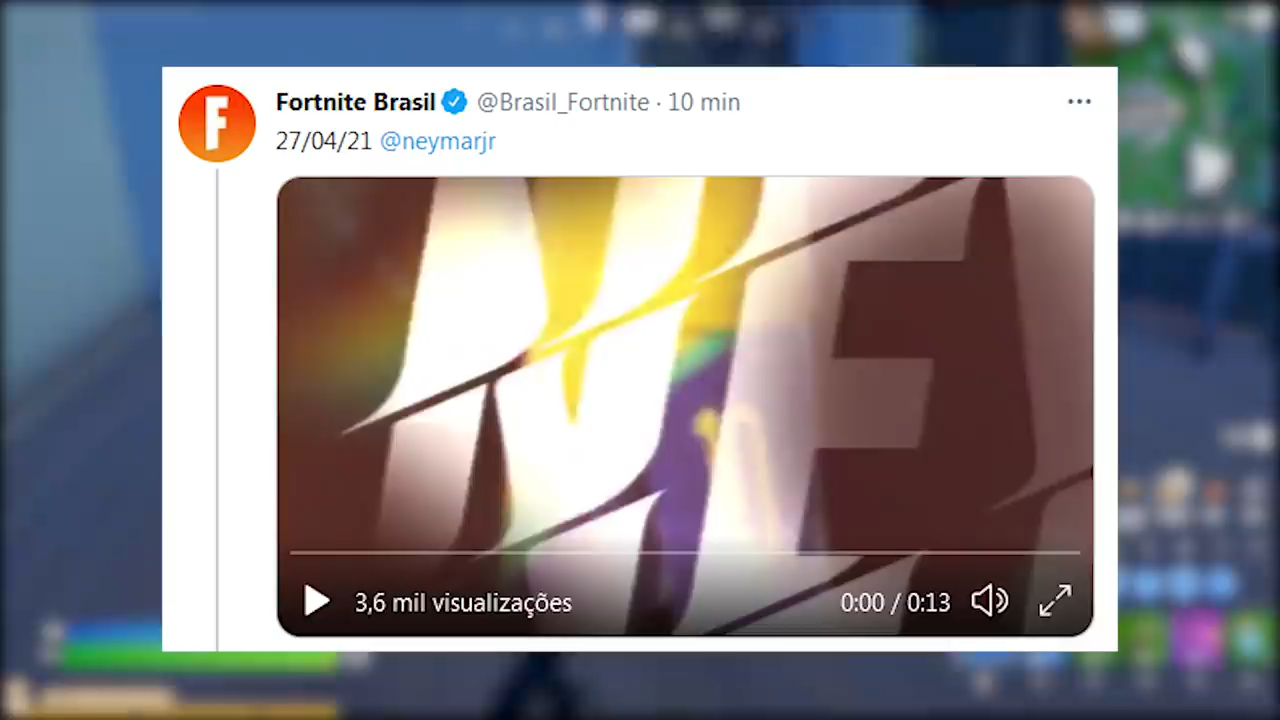 F
Fortnite Brasil @Brasil_Fortnite · 10 min ...
27/04/21 @neymarjr
3,6 mil visualizações 0:00 / 0:13